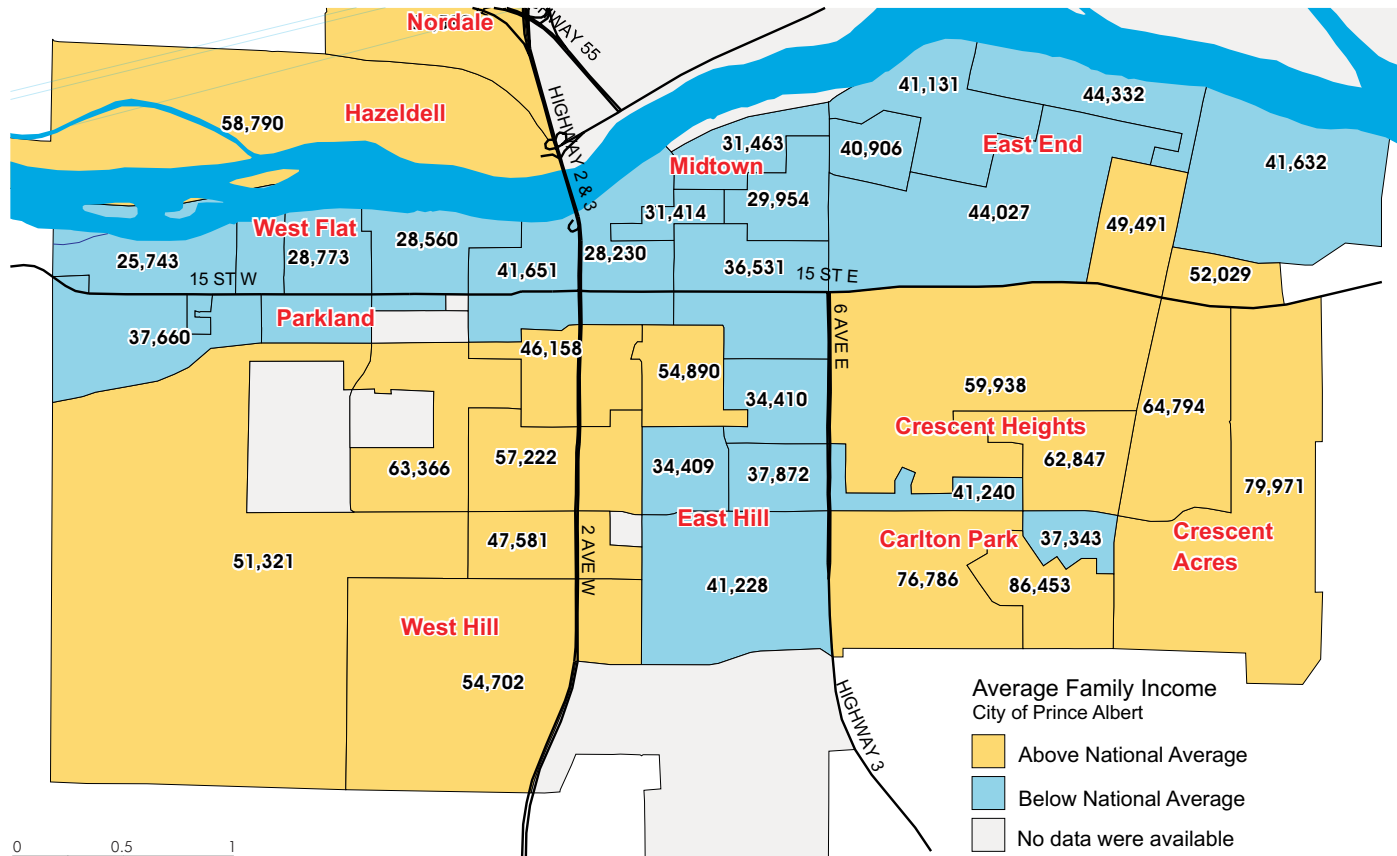 Nordale
HIGHWAY 55
Hazeldell
58,790
HIGHWAY 2 & 3
41,131
44,332
31,463
Midtown
40,906
East End
41,632
29,954
31,414
44,027
49,491
West Flat
28,560
28,773
25,743
28,230
41,651
36,531
15 ST W
15 ST E
52,029
37,660
Parkland
46,158
6 AVE E
54,890
34,410
59,938
64,794
Crescent Heights
63,366
57,222
34,409
37,872
62,847
41,240
79,971
East Hill
47,581
51,321
2 AVE W
Carlton Park
37,343
Crescent
Acres
41,228
76,786
86,453
West Hill
54,702
HIGHWAY 3
Average Family Income
City of Prince Albert
Above National Average
Below National Average
No data were available
0 0.5 1